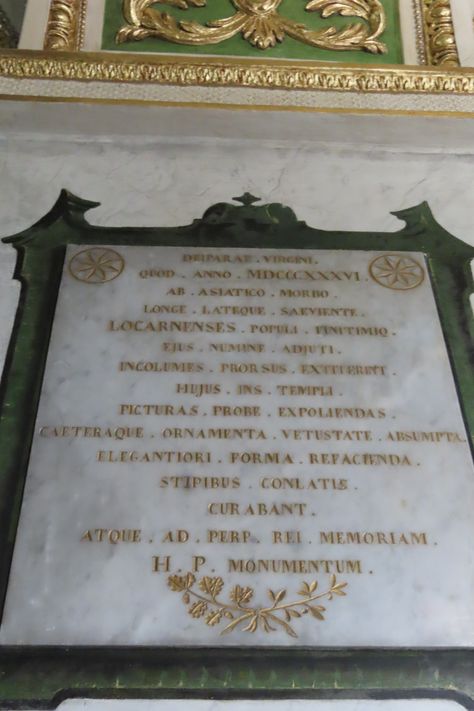 DEIPARAE . VIRGINI .
QUOD . ANNO . MDCCCXXXVI .
AB . ASIATICO . MORBO .
LONGE . LATEQUE . SAEVIENTE .
LOCARNENSES . POPULI . FINITIMIQ .
EJUS . NUMINE . ADJUTI .
INCOLUMES . PRORSUS . EXTITERINT .
HUJUS . INS . TEMPLI .
PICTURAS . PROBE . EXPOLIENDAS .
CAETERAQUE . ORNAMENTA . VETUSTATE . ABSUMPTA .
ELEGANTIORI . FORMA . REFACIENDA .
STIPIBUS . CONLATIS .
CURABANT .
ATQUE . AD . PERP . REI . MEMORIAM .
H . P . MONUMENTUM .